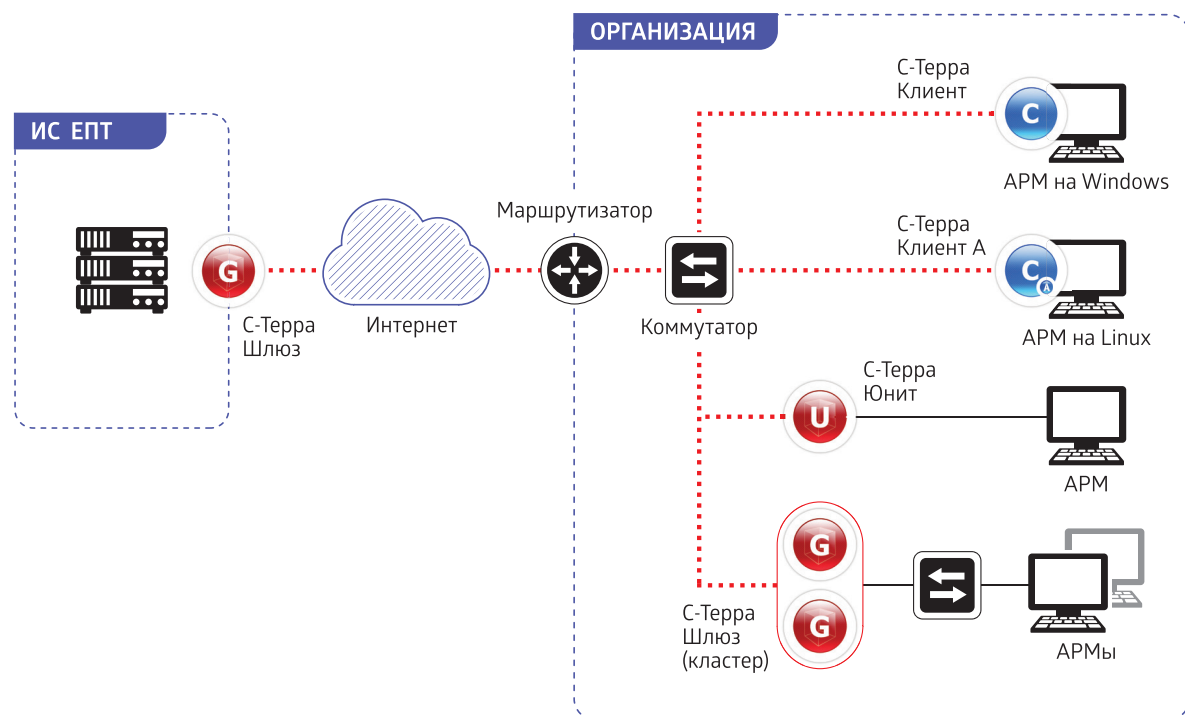 ОРГАНИЗАЦИЯ
ИС ЕПТ
С-Терра
Клиент
C
АРМ на Windows
Маршрутизатор
С-Терра
Клиент А
C
А
АРМ на Linux
G
С-Терра
Шлюз
Интернет
Коммутатор
С-Терра
Юнит
U
АРМ
G
G
С-Терра
Шлюз
(кластер)
АРМы